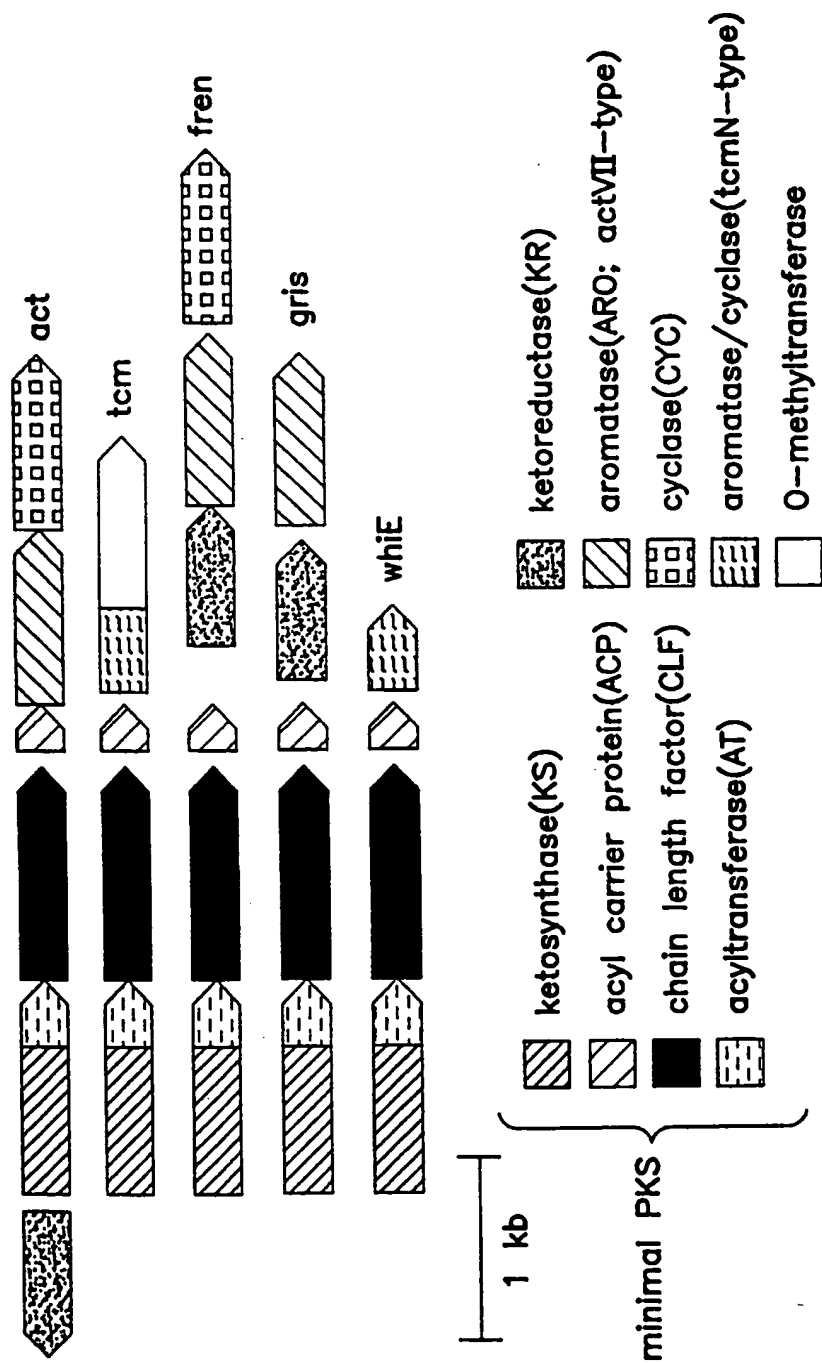 act
tcm
fren
gris
whiE
1 kb
minimal PKS
ketosynthase(KS)
acyl carrier protein(ACP)
chain length factor(CLF)
acyltransferase(AT)
ketoreductase(KR)
aromatase(ARO; actVII-type)
cyclase(CYC)
aromatase/cyclase(tcmN-type)
O-methyltransferase